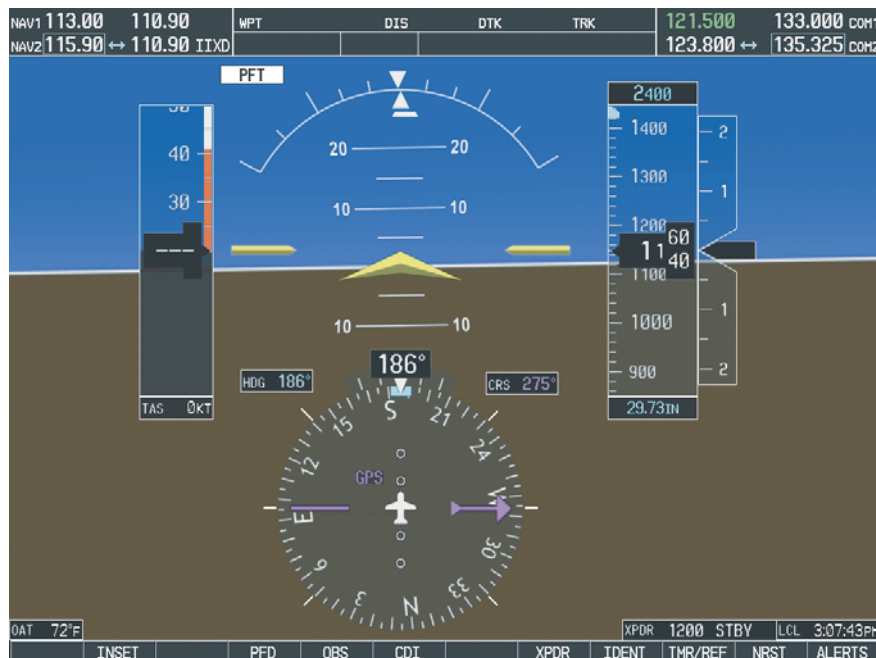 NAV1 113.00 110.90 WPT DIS DTK TRK 121.500 133.000 COM1
NAV2 115.90 ↔ 110.90 IIXD 123.800 ↔ 135.325 COM2
PFT
2400
40
30
---
TAS 0KT
20 20
10 10
10 10
1400
1300
1200
1100
1000
900
11
60
40
29.73IN
2
1
1
2
186°
HDG 186°
CRS 275°
GPS
S
21
24
W
30
33
N
3
6
E
12
15
OAT 72°F
XPDR 1200 STBY LCL 3:07:43PM
INSET PFD OBS CDI XPDR IDENT TMR/REF NRST ALERTS